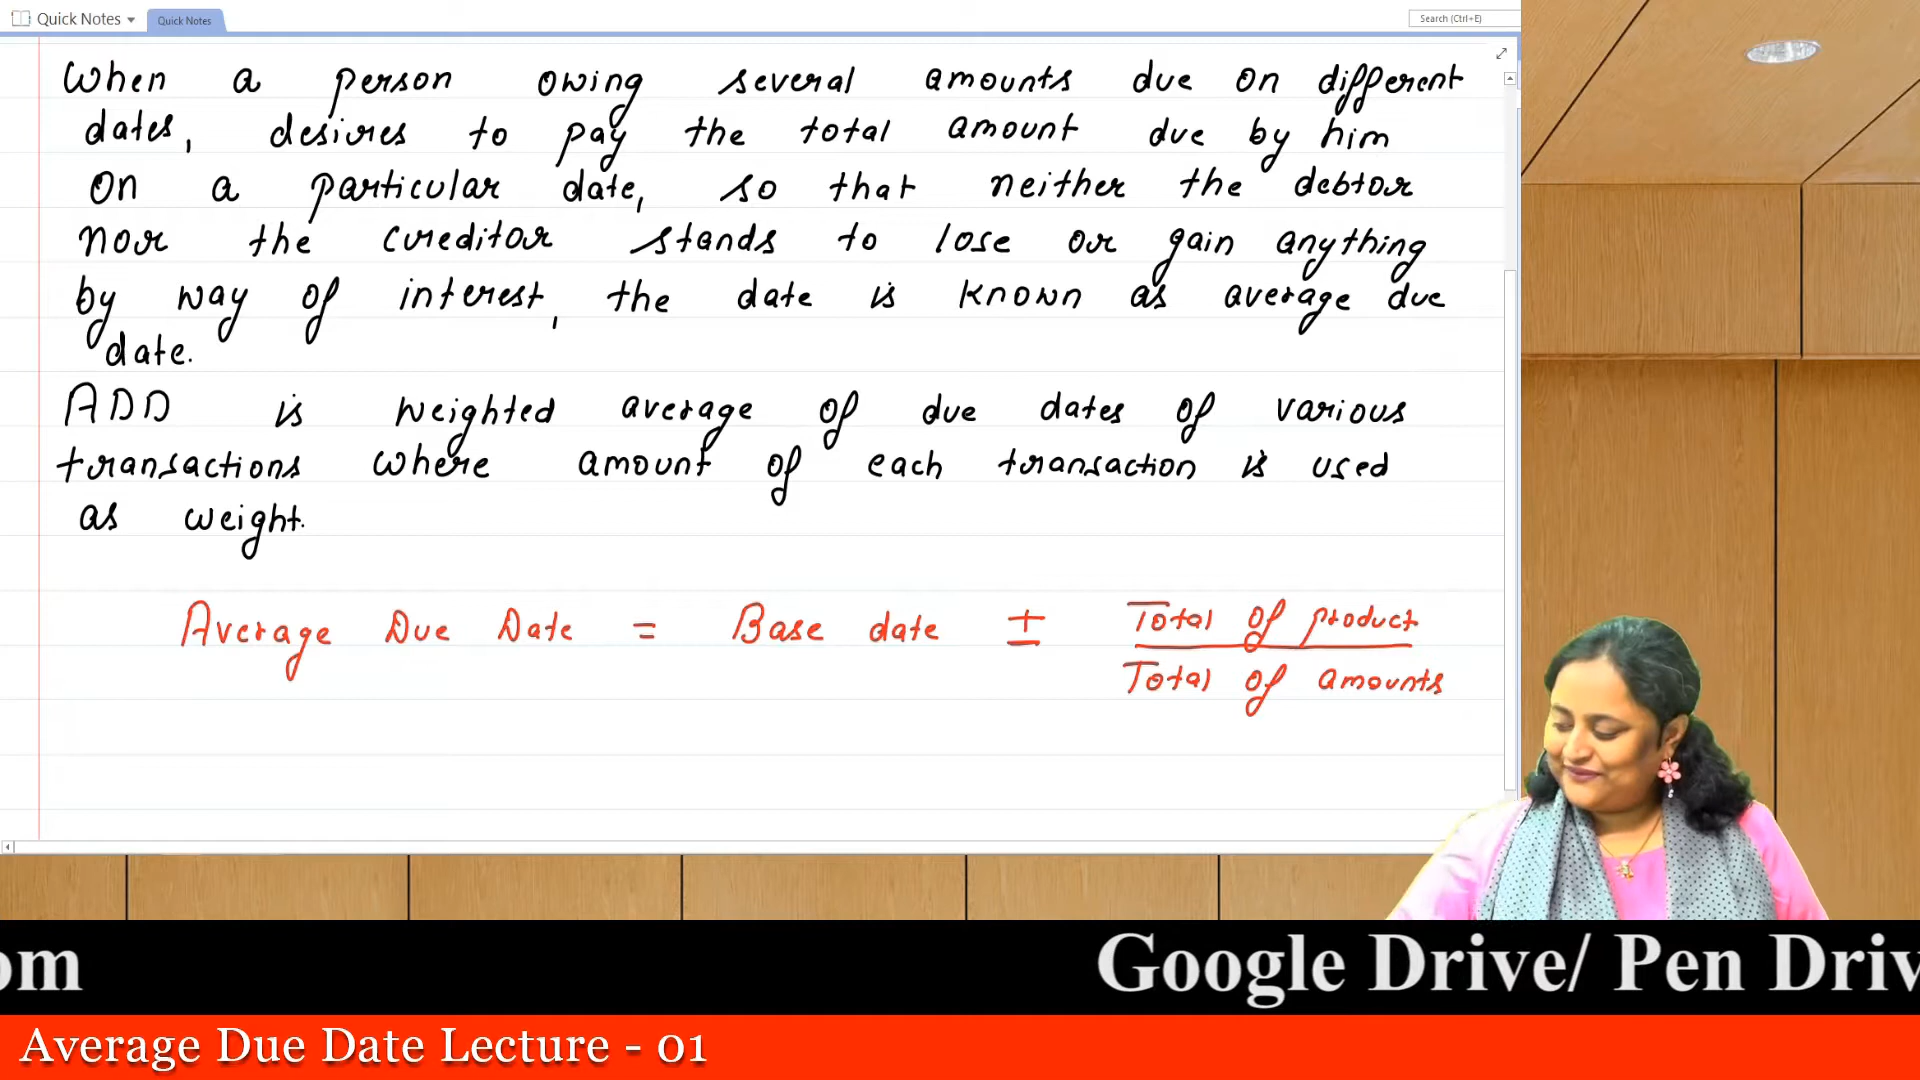 Quick Notes
Quick Notes
Search (Ctrl+E)
When a person owing several amounts due on different
dates, desires to pay the total amount due by him
on a particular date, so that neither the debtor
nor the creditor stands to lose or gain anything
by way of interest, the date is known as average due
date.
ADD is weighted average of due dates of various
transactions where amount of each transaction is used
as weight.
Average Due Date = Base date ± Total of product
Total of amounts
om Google Drive/ Pen Driv
Average Due Date Lecture - 01